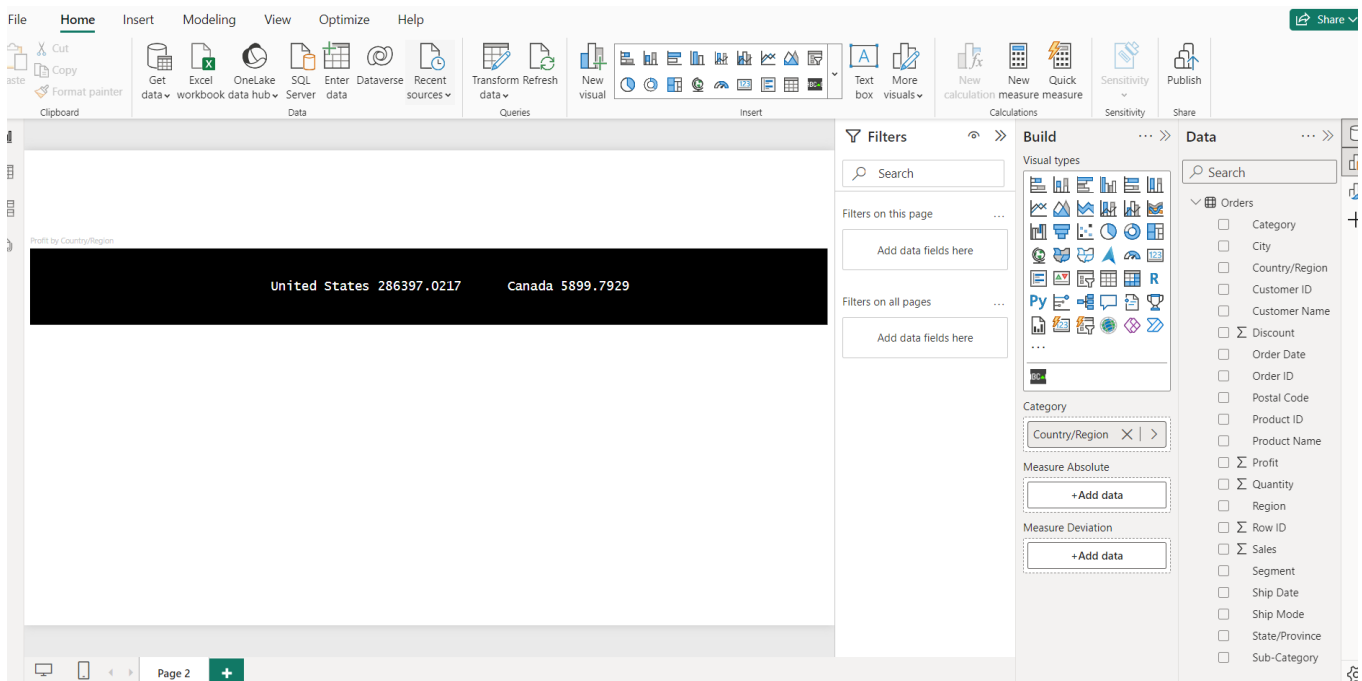 File Home Insert Modeling View Optimize Help Share
Cut
Copy
Format painter
Clipboard
Get data
Excel workbook
OneLake data hub
SQL Server
Enter data
Dataverse
Recent sources
Data
Transform data
Refresh
Queries
New visual
Text box
More visuals
Insert
New calculation
New measure
Quick measure
Calculations
Sensitivity
Sensitivity
Publish
Share
Profit by Country/Region
United States 286397.0217 Canada 5899.7929
Filters
Search
Filters on this page
Add data fields here
Filters on all pages
Add data fields here
Build
Visual types
123
R
Py
Category
Country/Region
Measure Absolute
+Add data
Measure Deviation
+Add data
Data
Search
Orders
Category
City
Country/Region
Customer ID
Customer Name
Discount
Order Date
Order ID
Postal Code
Product ID
Product Name
Profit
Quantity
Region
Row ID
Sales
Segment
Ship Date
Ship Mode
State/Province
Sub-Category
Page 2